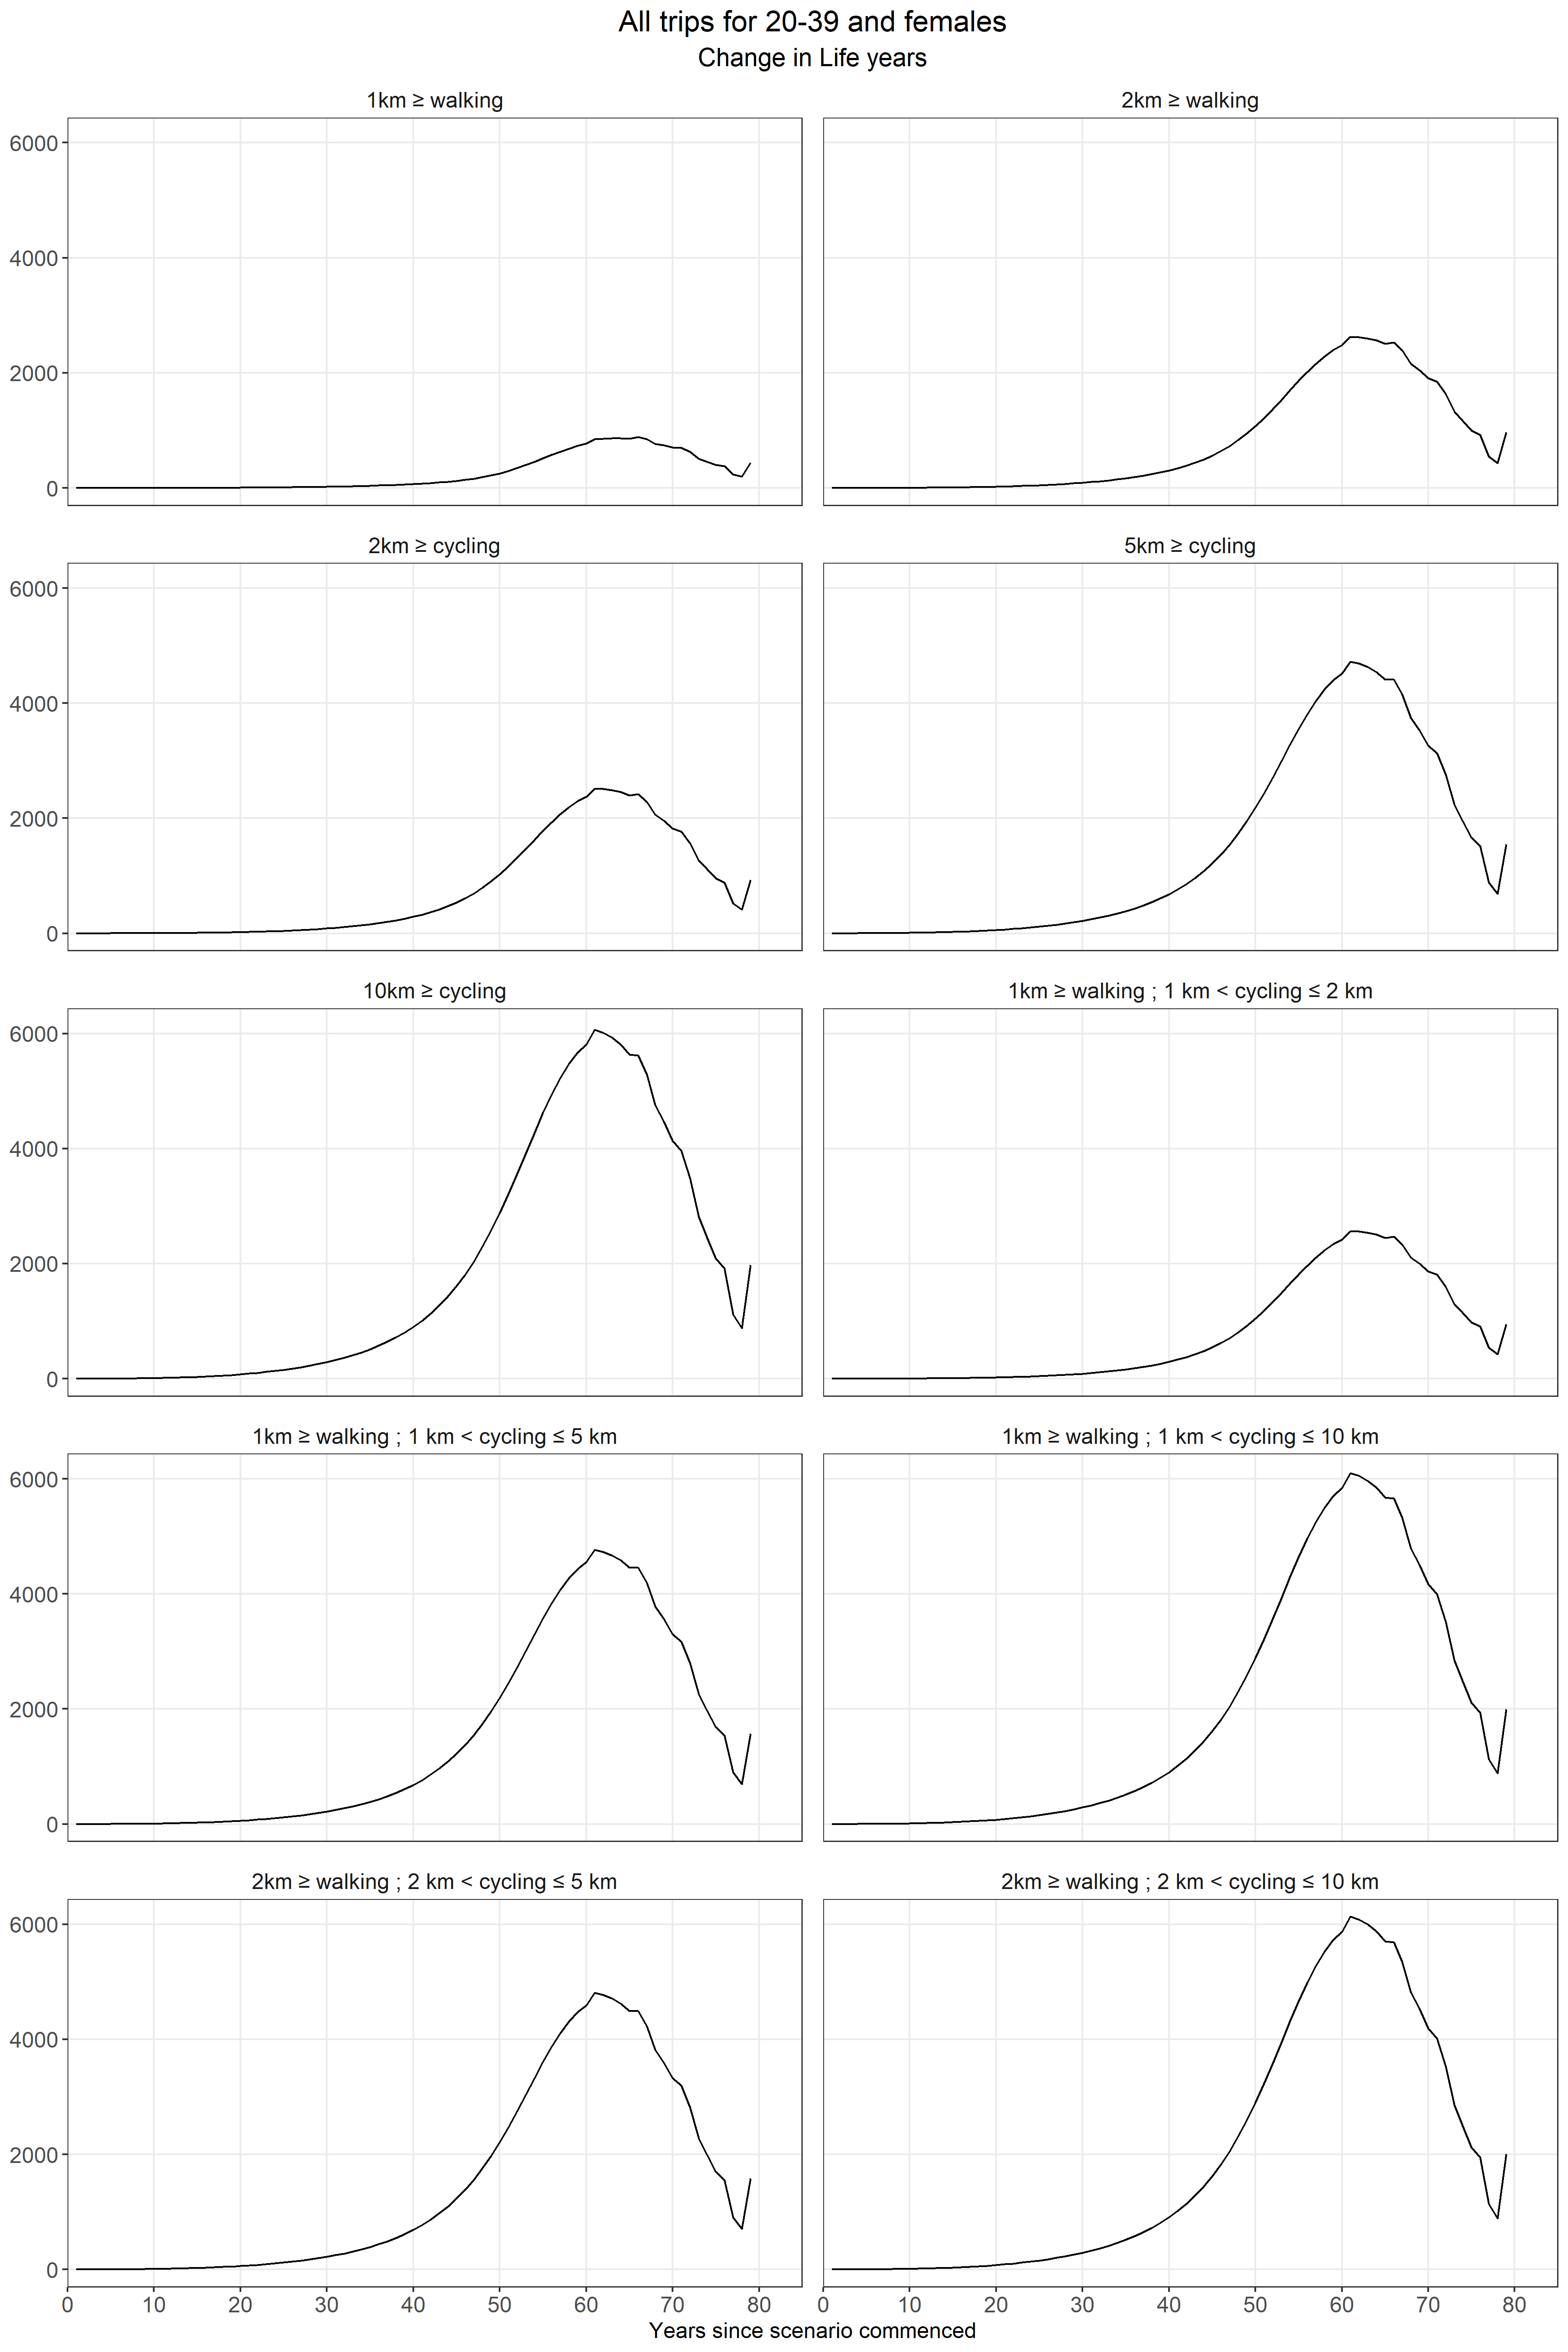 All trips for 20-39 and females
Change in Life years
1km ≥ walking
2km ≥ walking
6000
4000
2000
0
2km ≥ cycling
5km ≥ cycling
6000
4000
2000
0
10km ≥ cycling
1km ≥ walking ; 1 km < cycling ≤ 2 km
6000
4000
2000
0
1km ≥ walking ; 1 km < cycling ≤ 5 km
1km ≥ walking ; 1 km < cycling ≤ 10 km
6000
4000
2000
0
2km ≥ walking ; 2 km < cycling ≤ 5 km
2km ≥ walking ; 2 km < cycling ≤ 10 km
6000
4000
2000
0
0 10 20 30 40 50 60 70 80
0 10 20 30 40 50 60 70 80
Years since scenario commenced